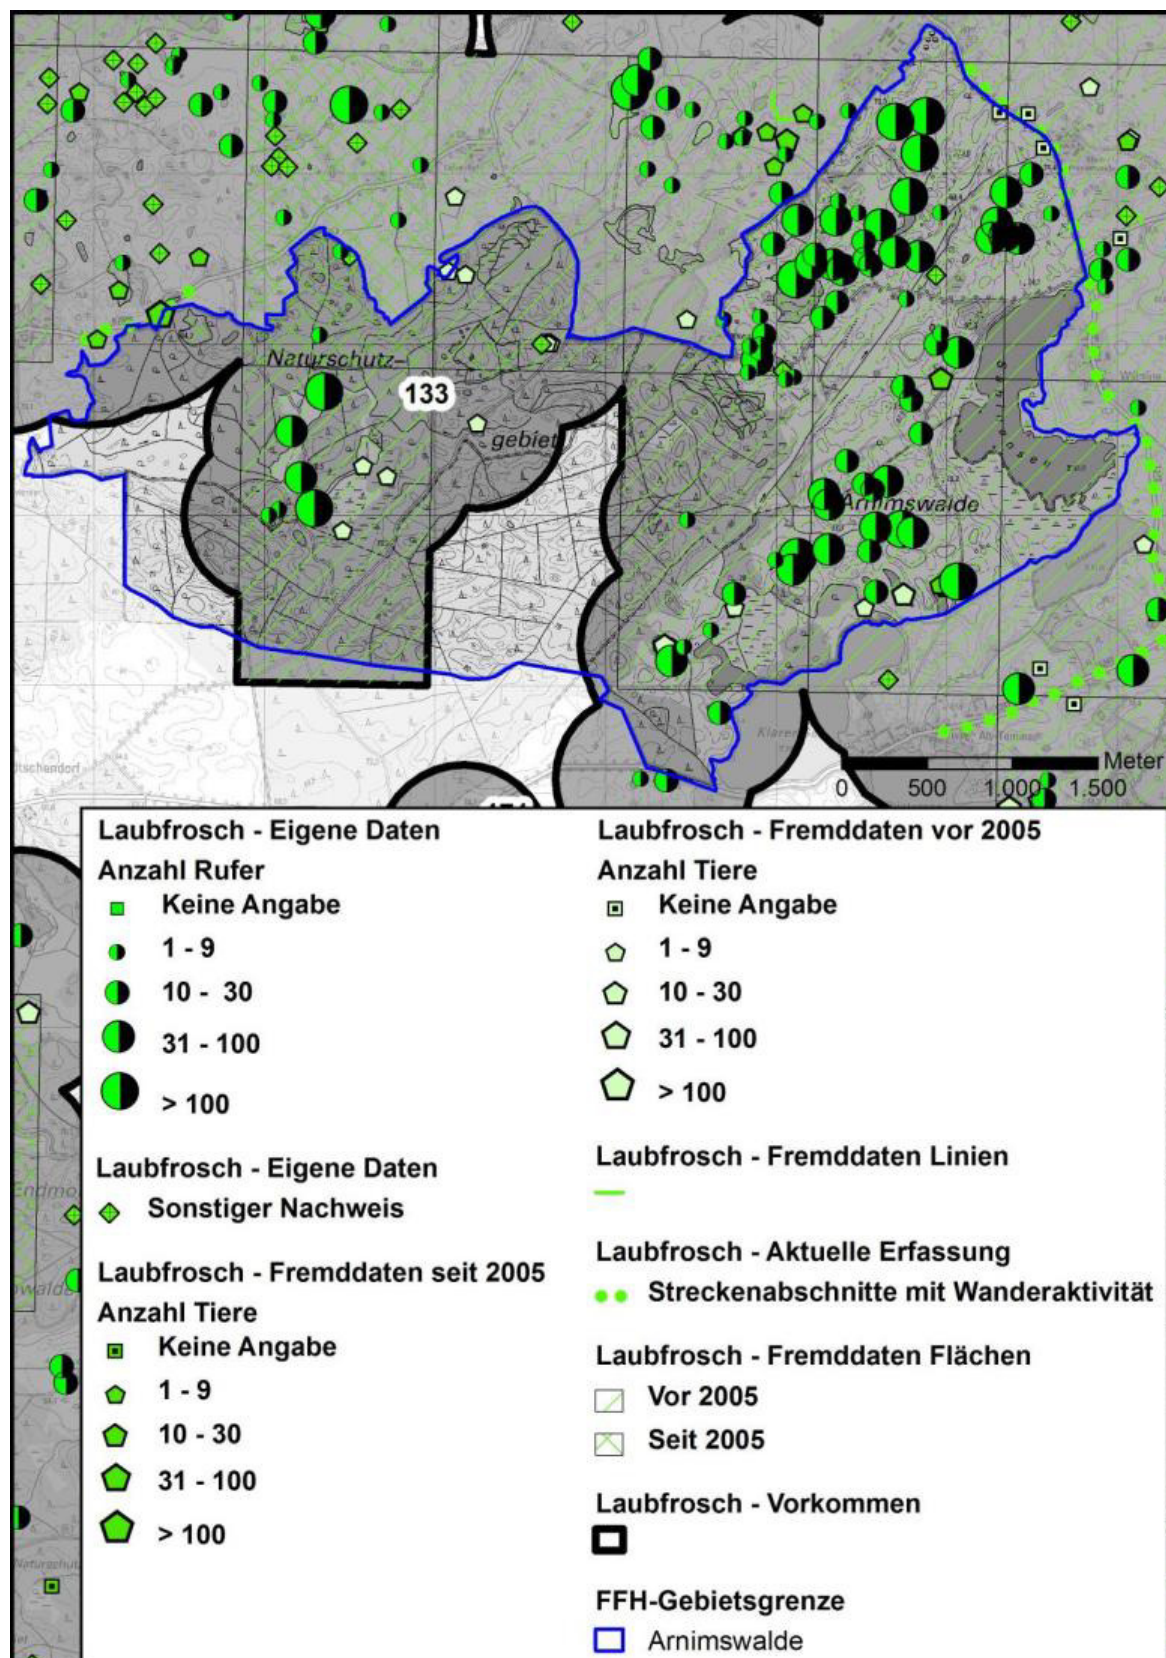 Naturschutz–
133
gebiet
Arnimswalde
Meter
0 500 1.000 1.500
Laubfrosch - Eigene Daten
Anzahl Rufer
Keine Angabe
1 - 9
10 - 30
31 - 100
> 100
Laubfrosch - Eigene Daten
Sonstiger Nachweis
Laubfrosch - Fremddaten seit 2005
Anzahl Tiere
Keine Angabe
1 - 9
10 - 30
31 - 100
> 100
Laubfrosch - Fremddaten vor 2005
Anzahl Tiere
Keine Angabe
1 - 9
10 - 30
31 - 100
> 100
Laubfrosch - Fremddaten Linien
Laubfrosch - Aktuelle Erfassung
Streckenabschnitte mit Wanderaktivität
Laubfrosch - Fremddaten Flächen
Vor 2005
Seit 2005
Laubfrosch - Vorkommen
FFH-Gebietsgrenze
Arnimswalde